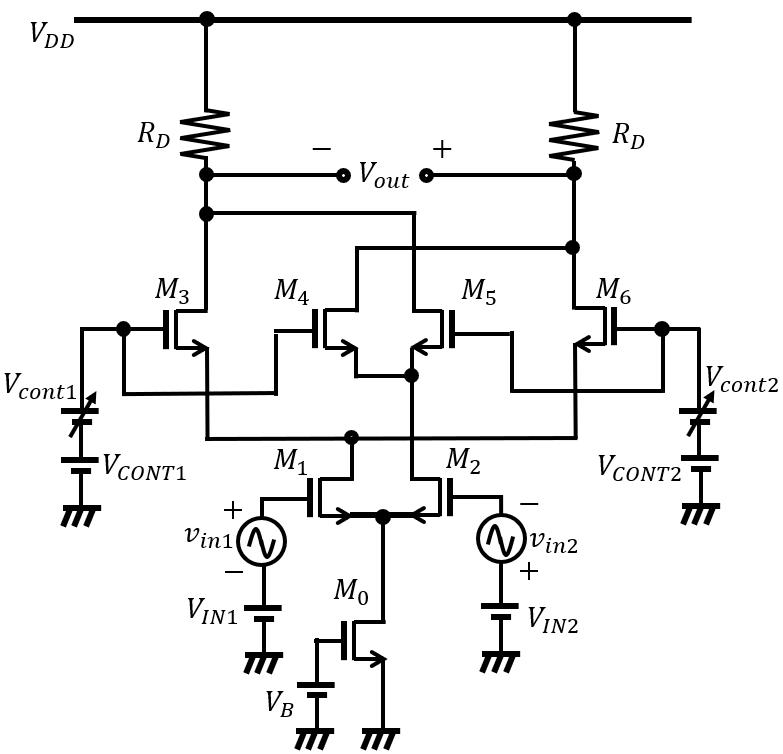 V_DD
R_D
R_D
− V_out +
M_3
M_4
M_5
M_6
V_cont1
V_cont2
V_CONT1
M_1
M_2
V_CONT2
+
−
v_in1
v_in2
−
+
M_0
V_IN1
V_IN2
V_B